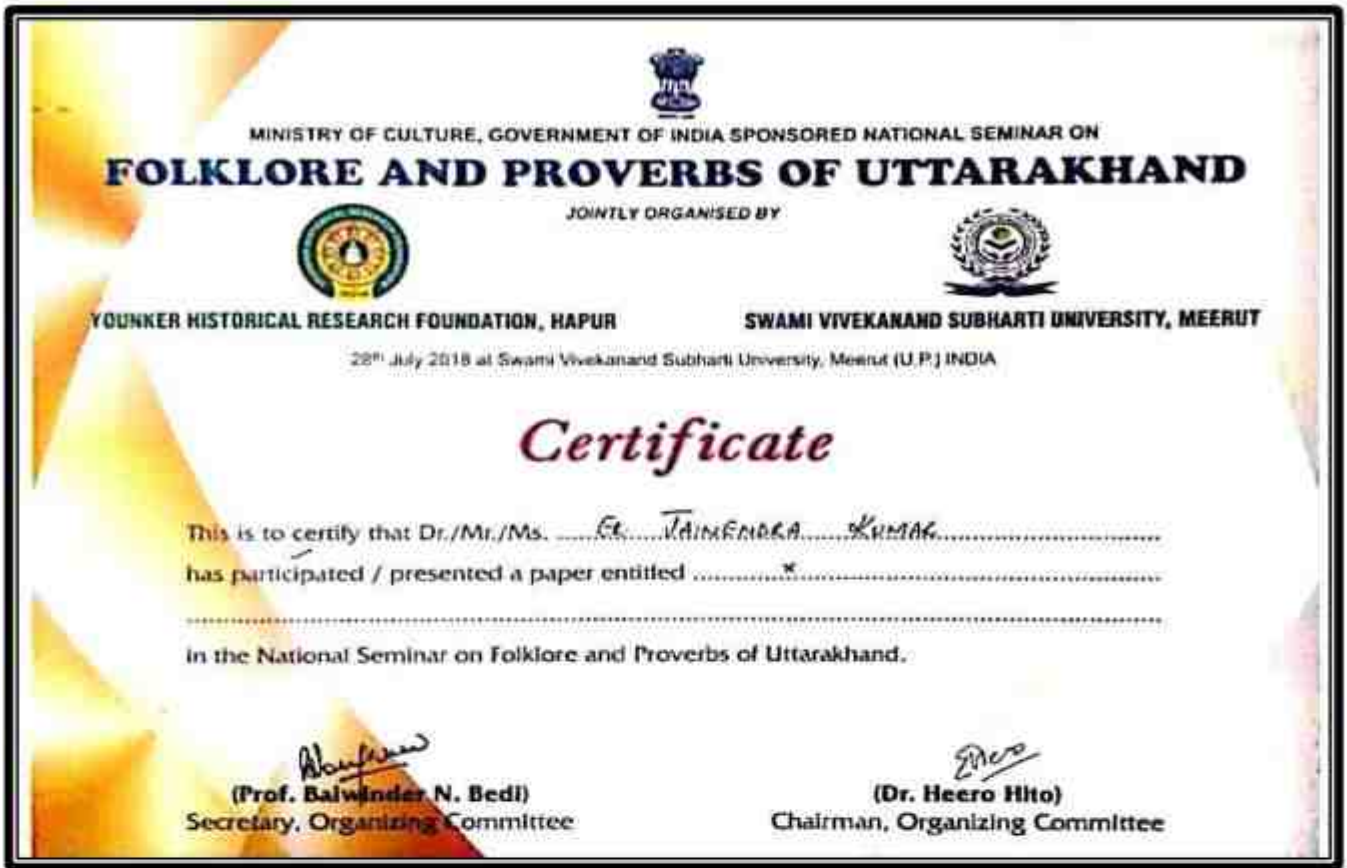 MINISTRY OF CULTURE, GOVERNMENT OF INDIA SPONSORED NATIONAL SEMINAR ON
FOLKLORE AND PROVERBS OF UTTARAKHAND
JOINTLY ORGANISED BY
YOUNKER HISTORICAL RESEARCH FOUNDATION, HAPUR
SWAMI VIVEKANAND SUBHARTI UNIVERSITY, MEERUT
28th July 2018 at Swami Vivekanand Subharti University, Meerut (U.P.) INDIA
Certificate
This is to certify that Dr./Mr./Ms. ...... Er. JAINENDRA KUMAR ......
has participated / presented a paper entitled ...... x ......
in the National Seminar on Folklore and Proverbs of Uttarakhand.
(Prof. Balwinder N. Bedi)
Secretary, Organizing Committee
(Dr. Heero Hito)
Chairman, Organizing Committee